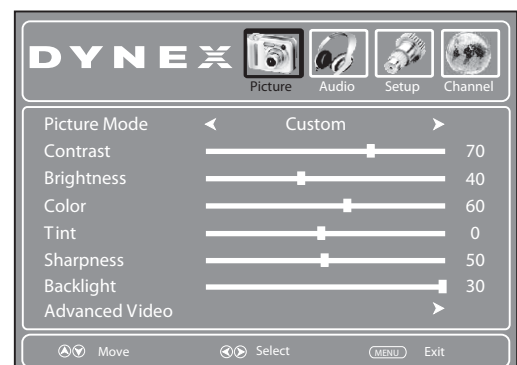 DYNEX
Picture Audio Setup Channel
Picture Mode Custom
Contrast 70
Brightness 40
Color 60
Tint 0
Sharpness 50
Backlight 30
Advanced Video
Move Select MENU Exit